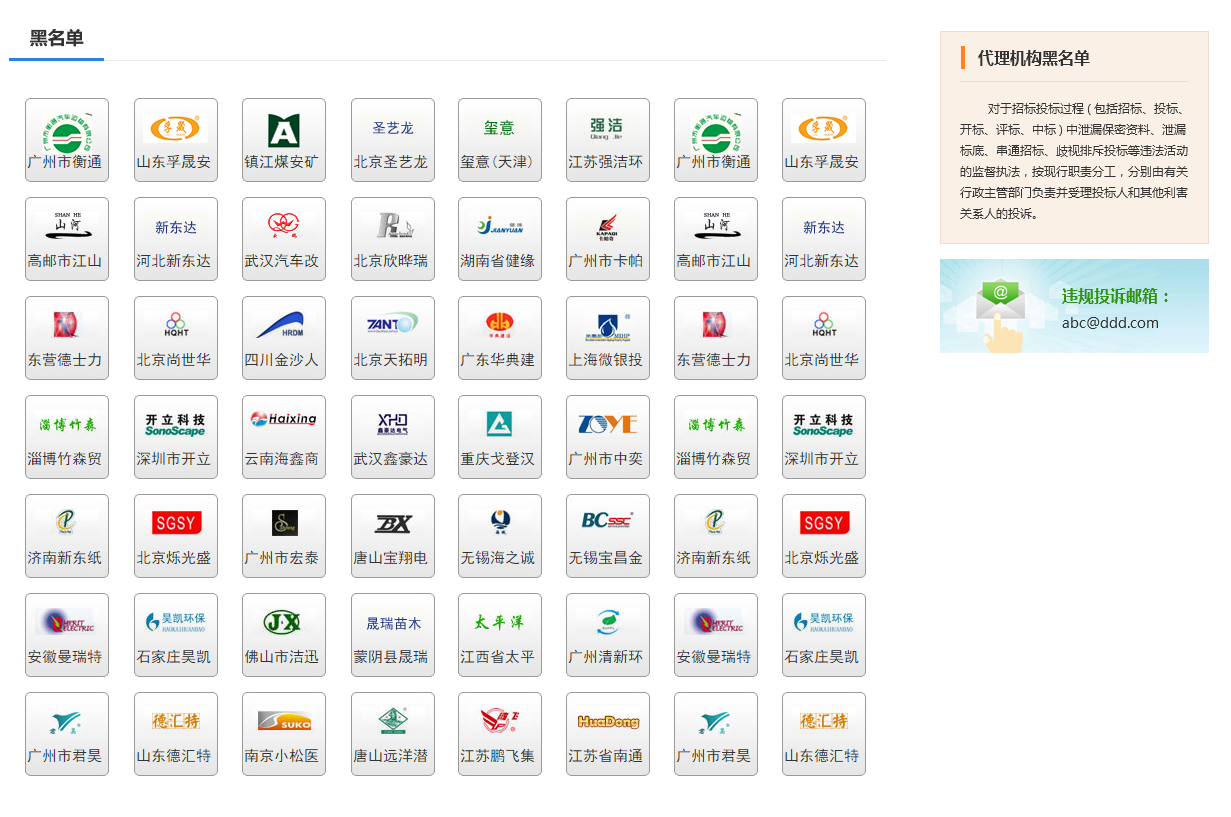 黑名单
代理机构黑名单
对于招标投标过程(包括招标、投标、
开标、评标、中标)中泄漏保密资料、泄漏
标底、串通招标、歧视排斥投标等违法活动
的监督执法，按现行职责分工，分别由有关
行政主管部门负责并受理投标人和其他利害
关系人的投诉。
违规投诉邮箱：
abc@ddd.com
孚晟
A
圣艺龙
玺意
强洁
Qiang Jie
孚晟
广州市衡通
山东孚晟安
镇江煤安矿
北京圣艺龙
玺意(天津)
江苏强洁环
广州市衡通
山东孚晟安
SHAN HE
山河
新东达
JIANYUAN
KAPAQI
卡帕奇
SHAN HE
山河
新东达
高邮市江山
河北新东达
武汉汽车改
北京欣晔瑞
湖南省健缘
广州市卡帕
高邮市江山
河北新东达
HQHT
HRDM
TANTO
华典建设
HQHT
东营德士力
北京尚世华
四川金沙人
北京天拓明
广东华典建
上海微银投
东营德士力
北京尚世华
淄博竹森
开立科技
SonoScape
Haixing
XHD
鑫豪达电气
ZOYE
淄博竹森
开立科技
SonoScape
淄博竹森贸
深圳市开立
云南海鑫商
武汉鑫豪达
重庆戈登汉
广州市中奕
淄博竹森贸
深圳市开立
SGSY
BX
海诚
BCssc
SGSY
济南新东纸
北京烁光盛
广州市宏泰
唐山宝翔电
无锡海之诚
无锡宝昌金
济南新东纸
北京烁光盛
MERIT
ELECTRIC
昊凯环保
HAOKAIHUANBAO
JX
晟瑞苗木
太平洋
MERIT
ELECTRIC
昊凯环保
HAOKAIHUANBAO
安徽曼瑞特
石家庄昊凯
佛山市洁迅
蒙阴县晟瑞
江西省太平
广州清新环
安徽曼瑞特
石家庄昊凯
君昊
德汇特
SUKO
HuaDong
君昊
德汇特
广州市君昊
山东德汇特
南京小松医
唐山远洋潜
江苏鹏飞集
江苏省南通
广州市君昊
山东德汇特